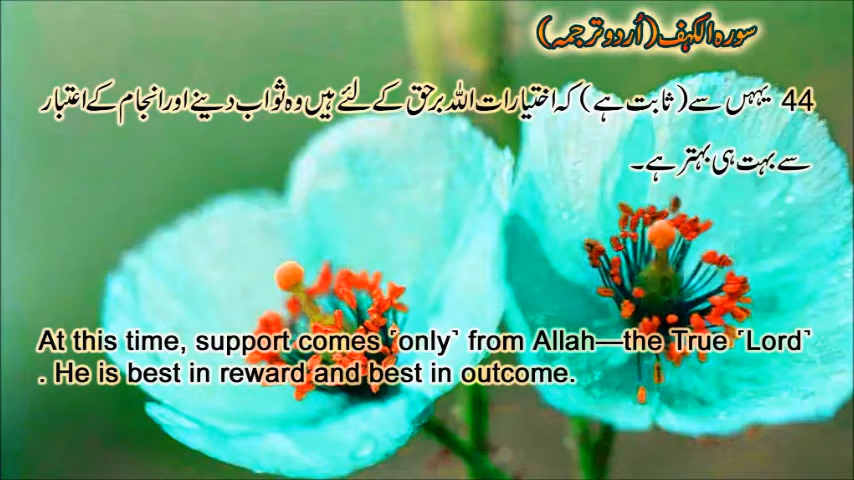 سورہ الکہف (اُردو ترجمہ)
44 یہیں سے (ثابت ہے) کہ اختیارات اللہ برحق کے لئے ہیں وہ ثواب دینے اور انجام کے اعتبار
سے بہت ہی بہتر ہے۔
At this time, support comes ˹only˺ from Allah—the True ˹Lord˺
. He is best in reward and best in outcome.